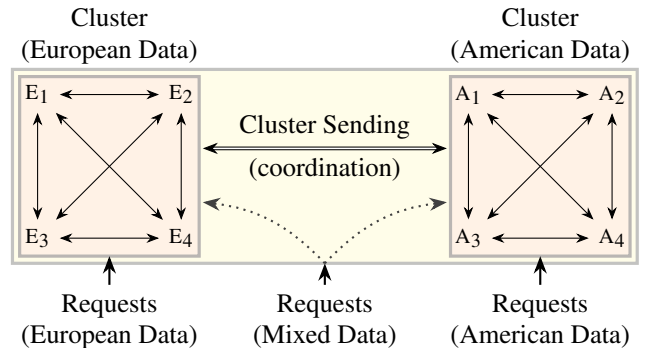 Cluster
(European Data)
Cluster
(American Data)
E1
E2
E3
E4
Cluster Sending
(coordination)
A1
A2
A3
A4
Requests
(European Data)
Requests
(Mixed Data)
Requests
(American Data)